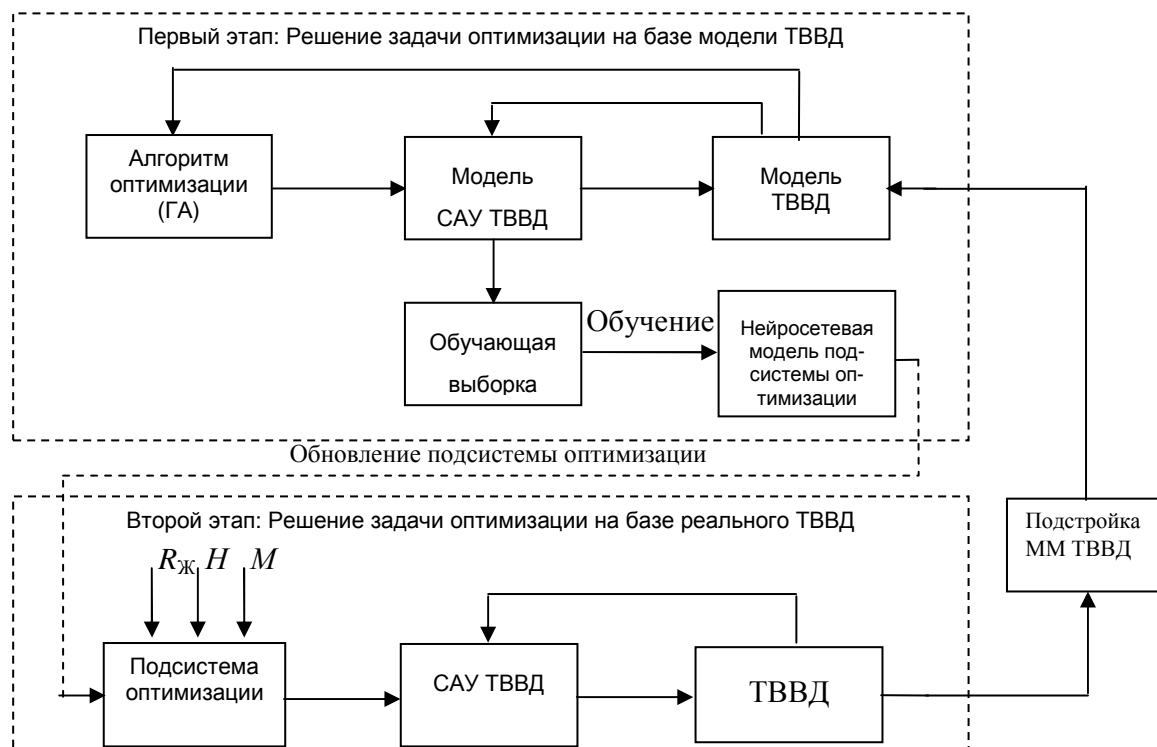 Первый этап: Решение задачи оптимизации на базе модели ТВВД
Алгоритм
оптимизации
(ГА)
Модель
САУ ТВВД
Модель
ТВВД
Обучающая
выборка
Обучение
Нейросетевая
модель под-
системы оп-
тимизации
Обновление подсистемы оптимизации
Второй этап: Решение задачи оптимизации на базе реального ТВВД
Rж H M
Подсистема
оптимизации
САУ ТВВД
ТВВД
Подстройка
ММ ТВВД